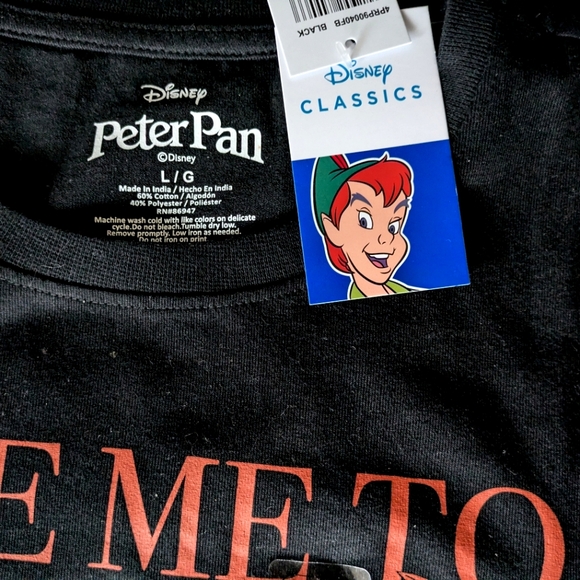 4PRP90040FB BLACK
Disney
CLASSICS
Disney
Peter Pan
©Disney
L / G
Made in India / Hecho En India
60% Cotton / Algodón
40% Polyester / Poliéster
RN#86947
Machine wash cold with like colors on delicate
cycle.Do not bleach.Tumble dry low.
Remove promptly. Low iron as needed.
Do not iron on print
E ME TO